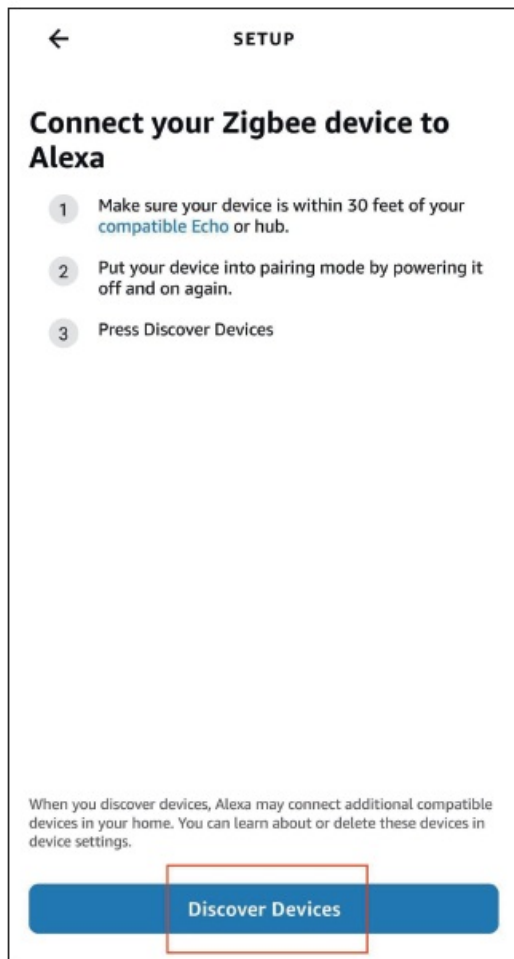 SETUP
Connect your Zigbee device to
Alexa
1 Make sure your device is within 30 feet of your
compatible Echo or hub.
2 Put your device into pairing mode by powering it
off and on again.
3 Press Discover Devices
When you discover devices, Alexa may connect additional compatible
devices in your home. You can learn about or delete these devices in
device settings.
Discover Devices